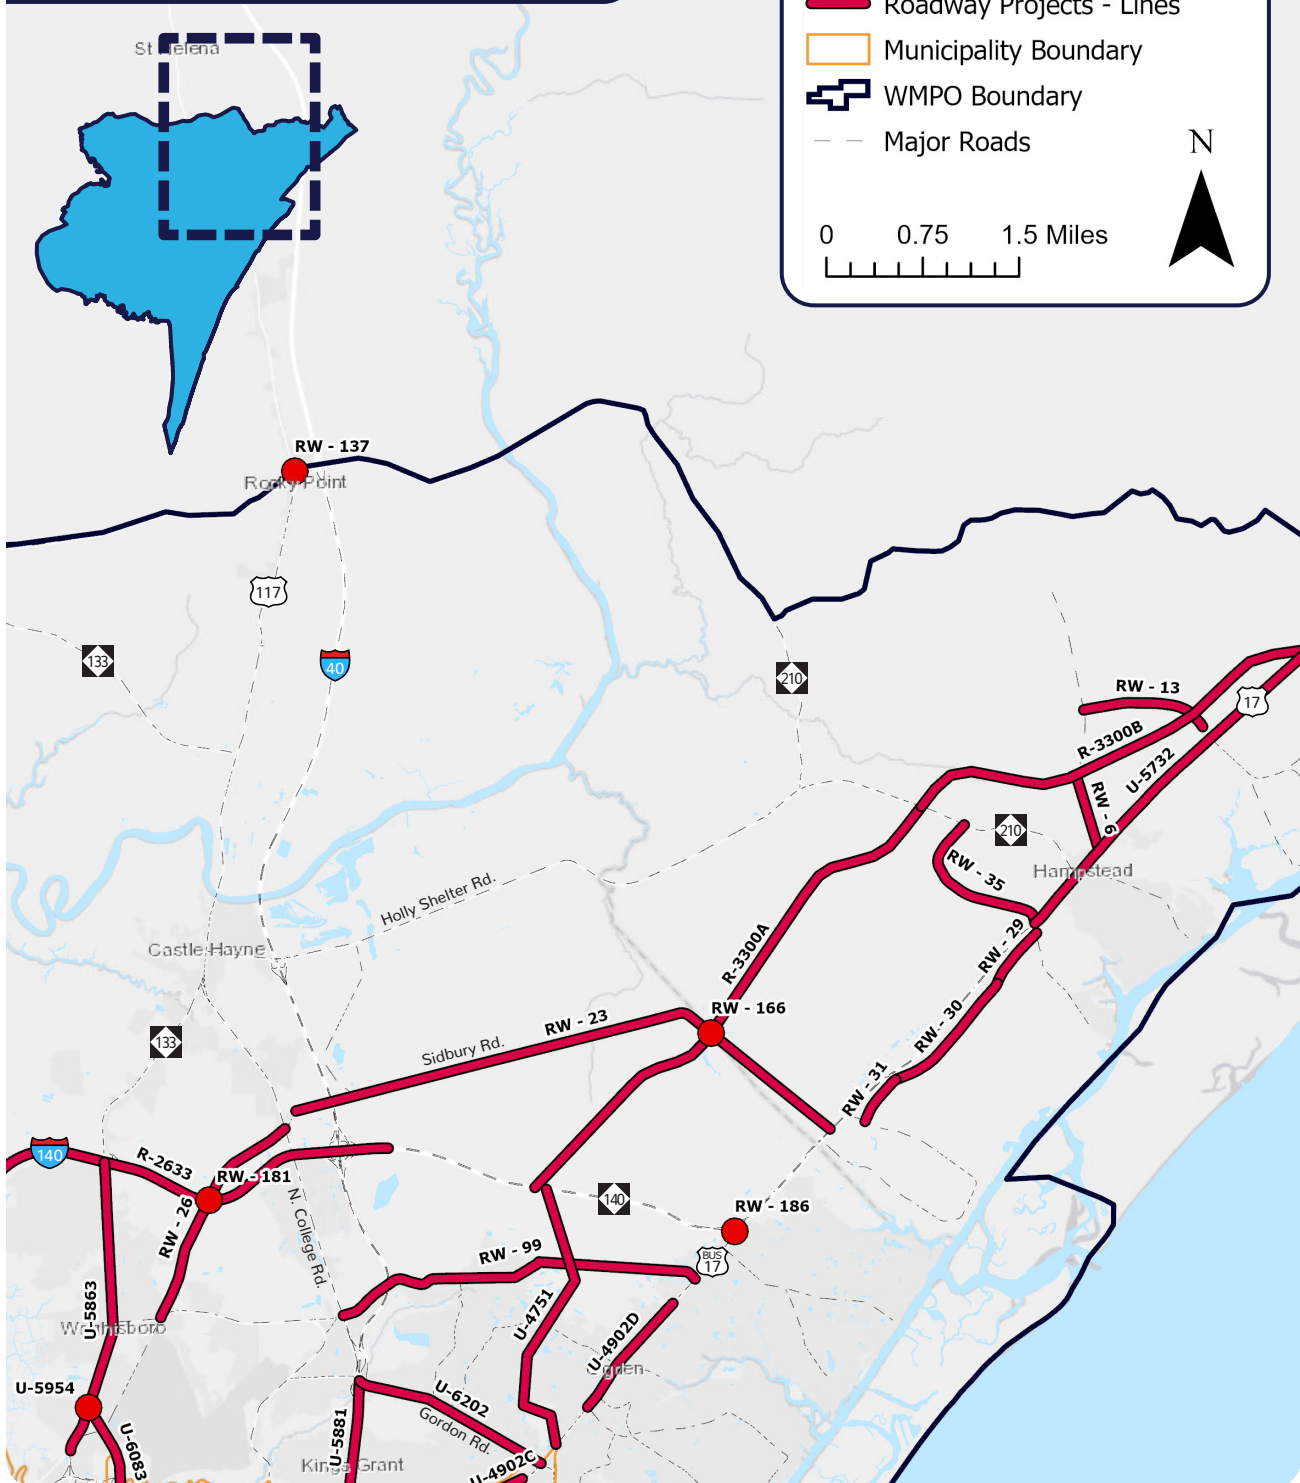 Roadway Projects - Lines
Municipality Boundary
WMPO Boundary
Major Roads
N
0 0.75 1.5 Miles
St Helena
RW - 137
Rocky Point
117
133
40
210
RW - 13
17
R-3300B
U-5732
RW - 6
210
Hampstead
RW - 35
Holly Shelter Rd.
RW - 29
Castle Hayne
R-3300A
RW - 166
RW - 23
Sidbury Rd.
RW - 30
133
RW - 31
140
R-2633
RW - 181
RW - 26
N. College Rd.
140
RW - 186
BUS
17
RW - 99
U-5863
Wrightsboro
U-4751
U-4902D
Ogden
U-5954
U-6202
Gordon Rd.
U-6083
U-5881
Kings Grant
U-4902C